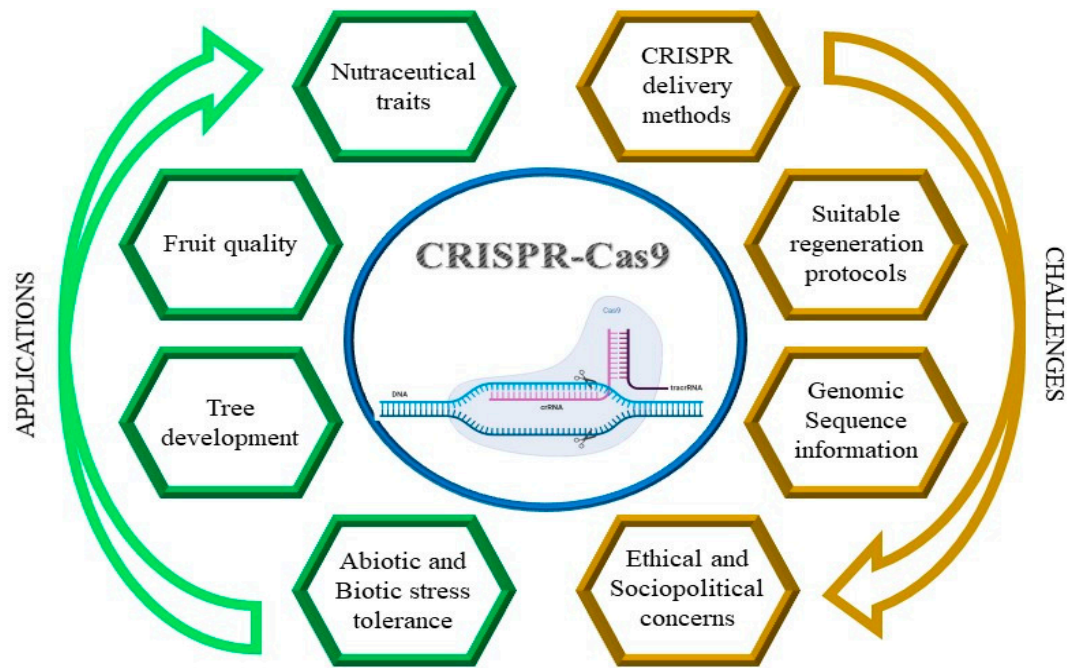 Nutraceutical
traits
CRISPR
delivery
methods
Fruit quality
Suitable
regeneration
protocols
CRISPR-Cas9
Cas9
tracrRNA
DNA
crRNA
APPLICATIONS
CHALLENGES
Tree
development
Genomic
Sequence
information
Abiotic and
Biotic stress
tolerance
Ethical and
Sociopolitical
concerns